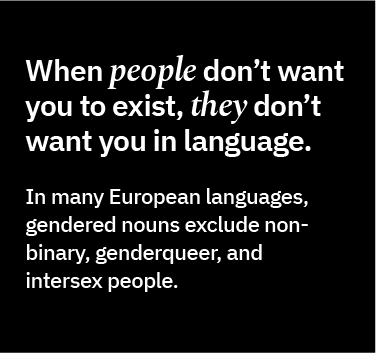 When people don’t want
you to exist, they don’t
want you in language.
In many European languages,
gendered nouns exclude non-
binary, genderqueer, and
intersex people.